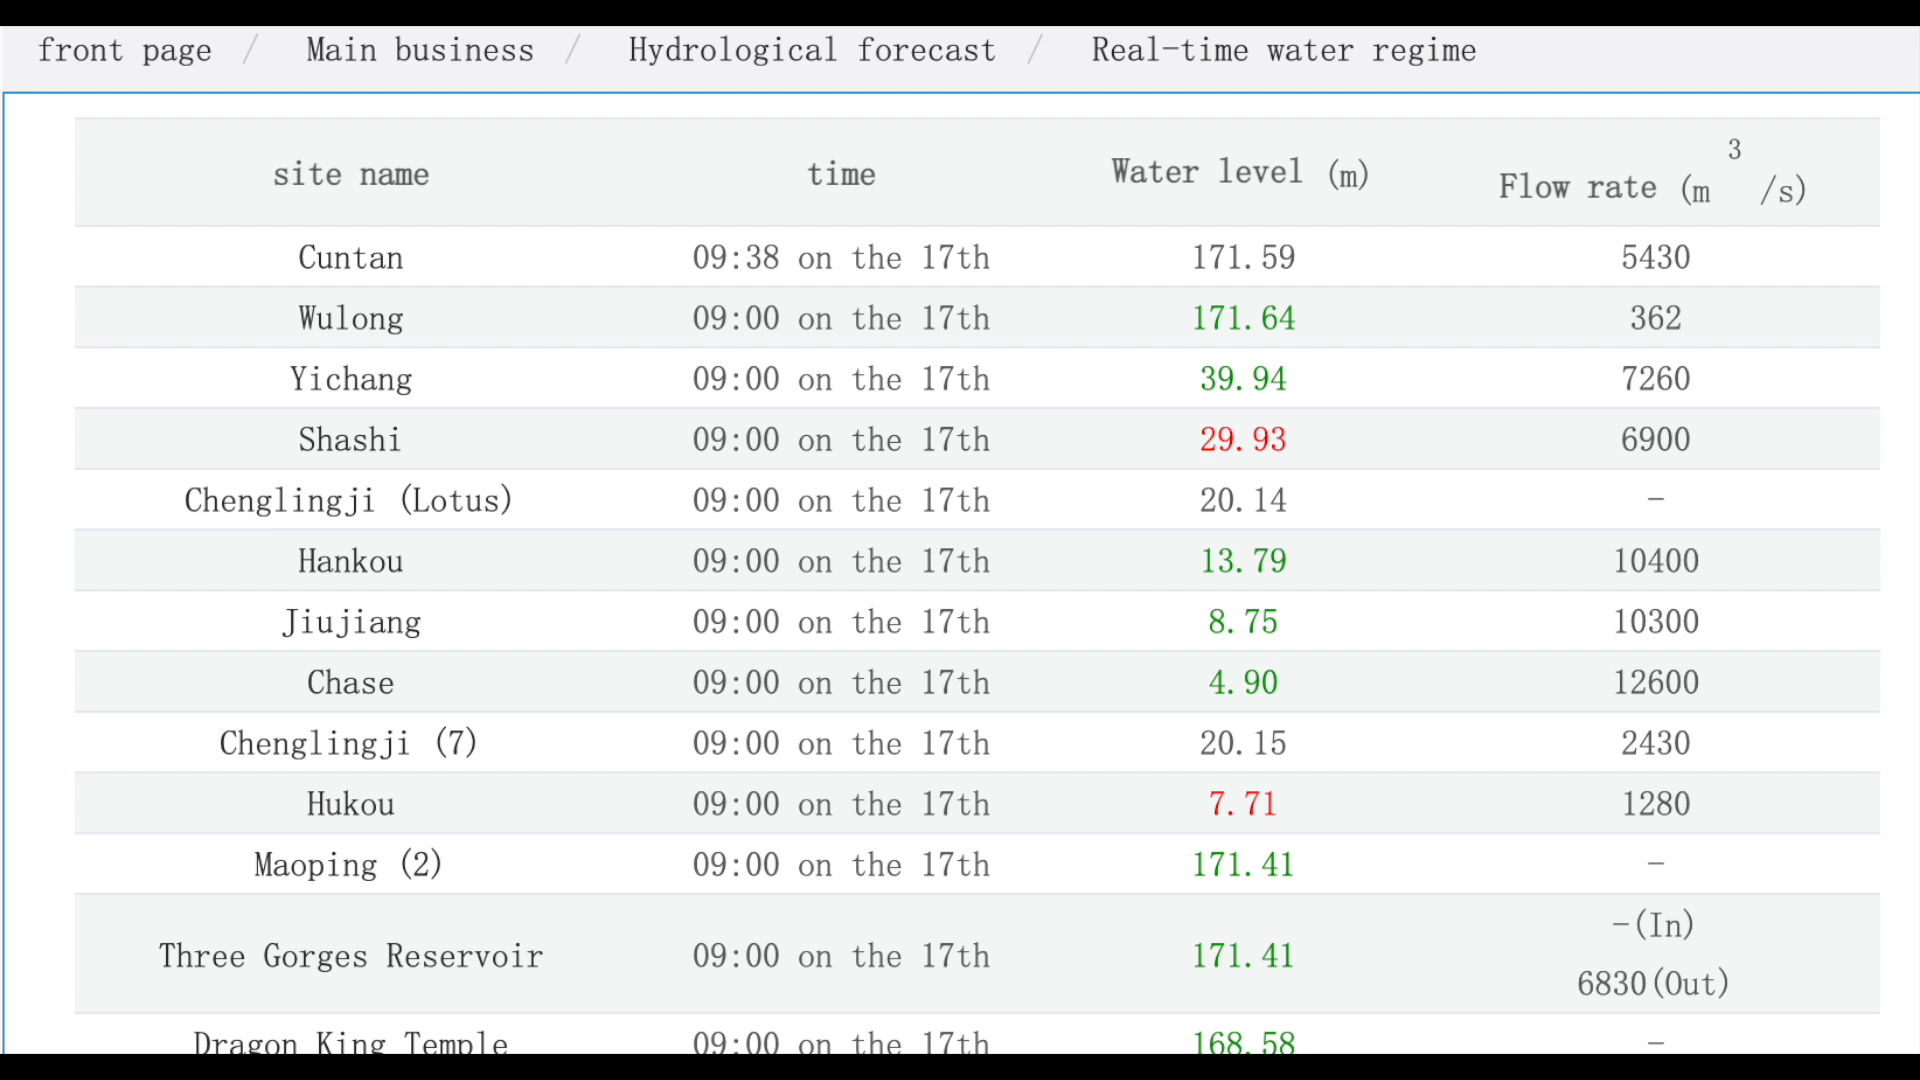 front page / Main business / Hydrological forecast / Real-time water regime
site name time Water level (m) Flow rate (m³/s)
Cuntan 09:38 on the 17th 171.59 5430
Wulong 09:00 on the 17th 171.64 362
Yichang 09:00 on the 17th 39.94 7260
Shashi 09:00 on the 17th 29.93 6900
Chenglingji (Lotus) 09:00 on the 17th 20.14 -
Hankou 09:00 on the 17th 13.79 10400
Jiujiang 09:00 on the 17th 8.75 10300
Chase 09:00 on the 17th 4.90 12600
Chenglingji (7) 09:00 on the 17th 20.15 2430
Hukou 09:00 on the 17th 7.71 1280
Maoping (2) 09:00 on the 17th 171.41 -
Three Gorges Reservoir 09:00 on the 17th 171.41 -(In)
6830(Out)
Dragon King Temple 09:00 on the 17th 168.58 -